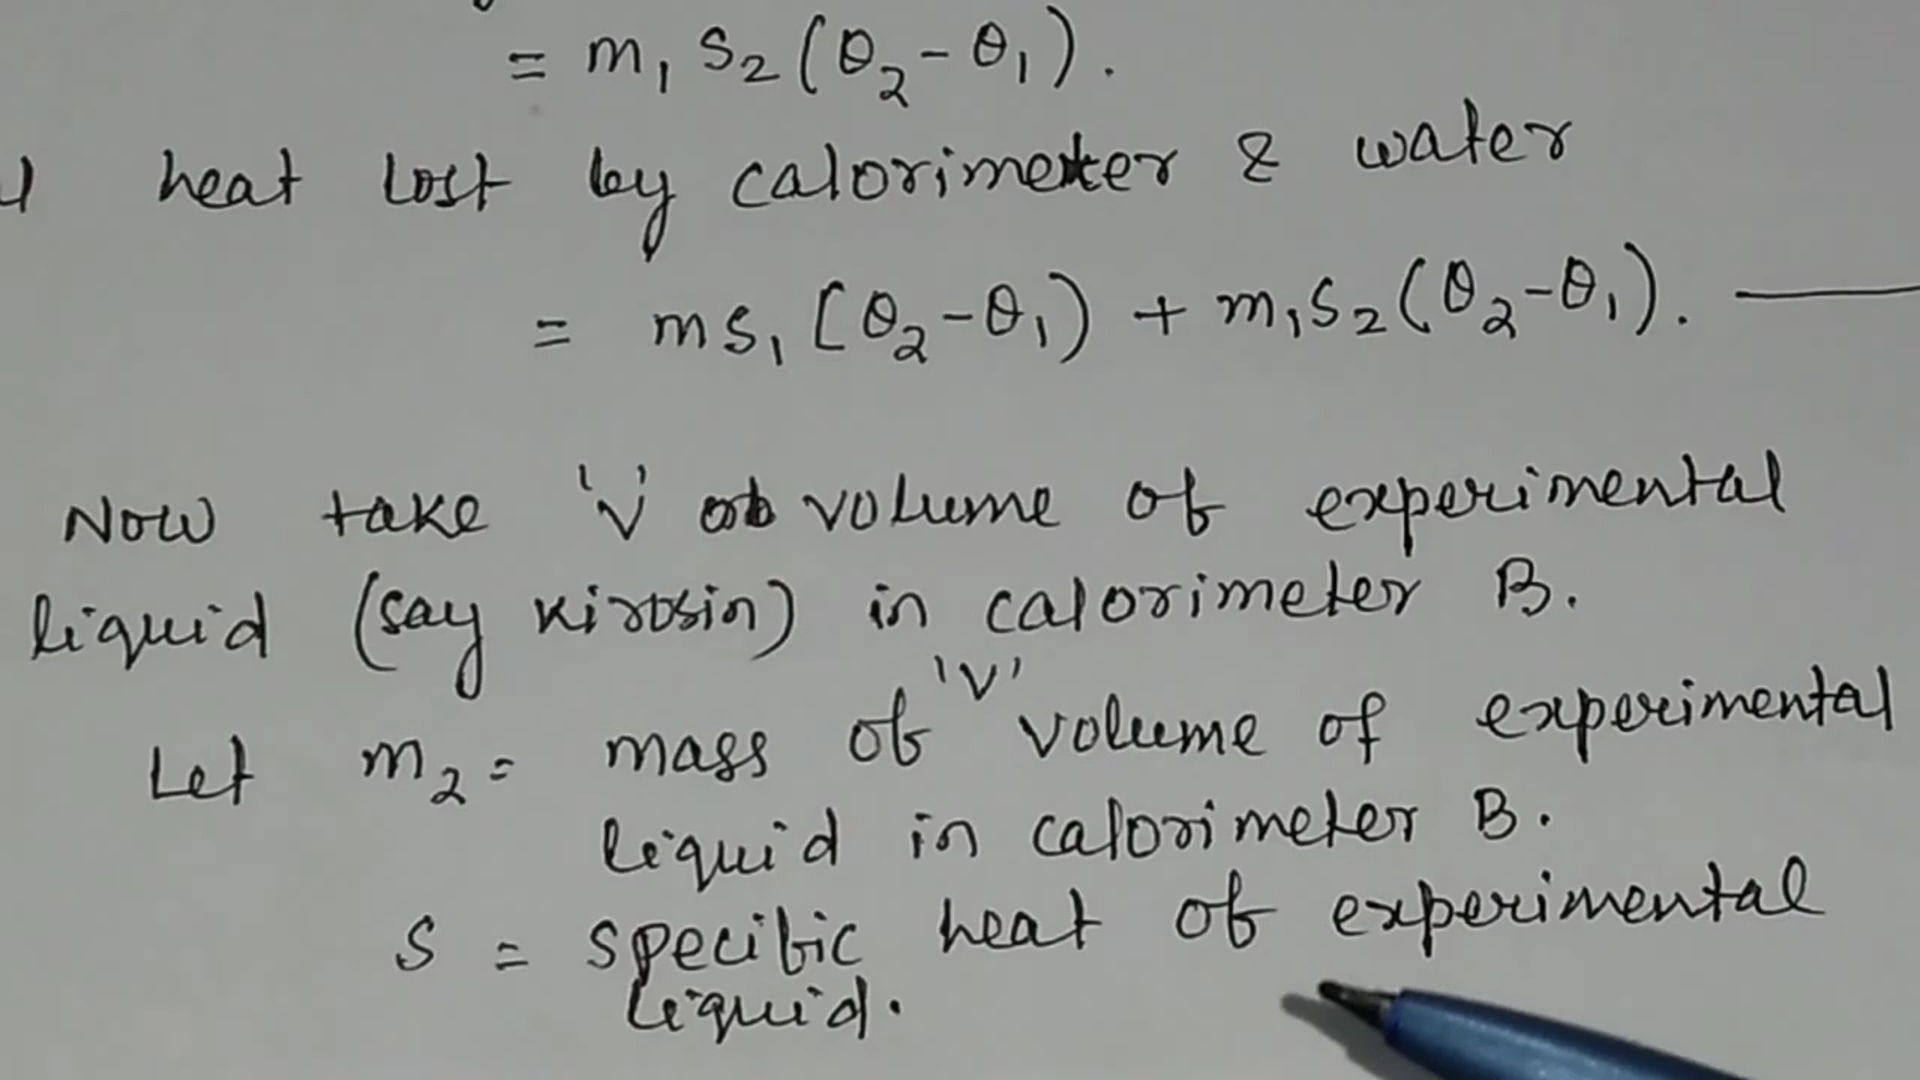 = m₁ s₂ (θ₂ - θ₁).
heat lost by calorimeter & water
= ms₁ [θ₂ - θ₁) + m₁s₂ (θ₂ - θ₁).
Now take 'V' volume of experimental
liquid (say kirosin) in calorimeter B.
Let m₂ = mass of 'V' volume of experimental
liquid in calorimeter B.
s = specific heat of experimental
liquid.